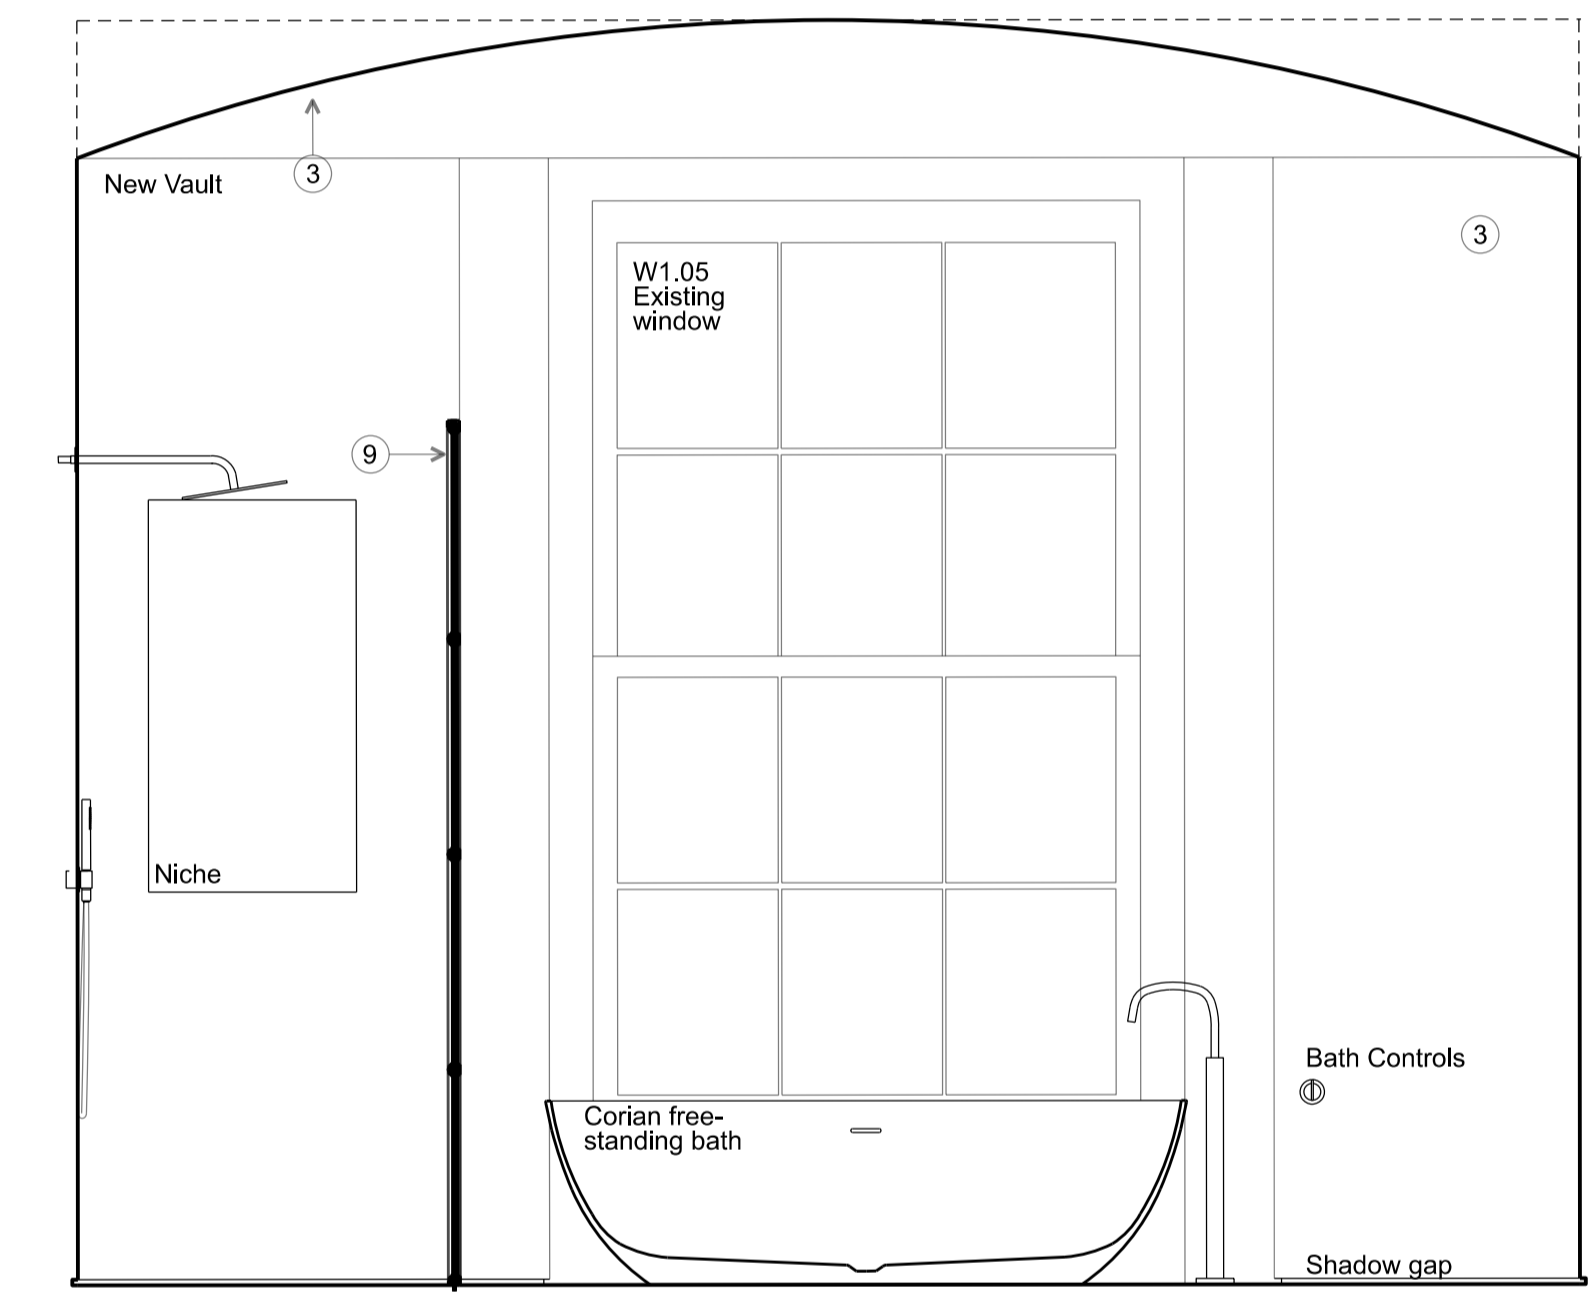 New Vault
3
3
W1.05
Existing
window
9
Niche
Bath Controls
Corian free-
standing bath
Shadow gap